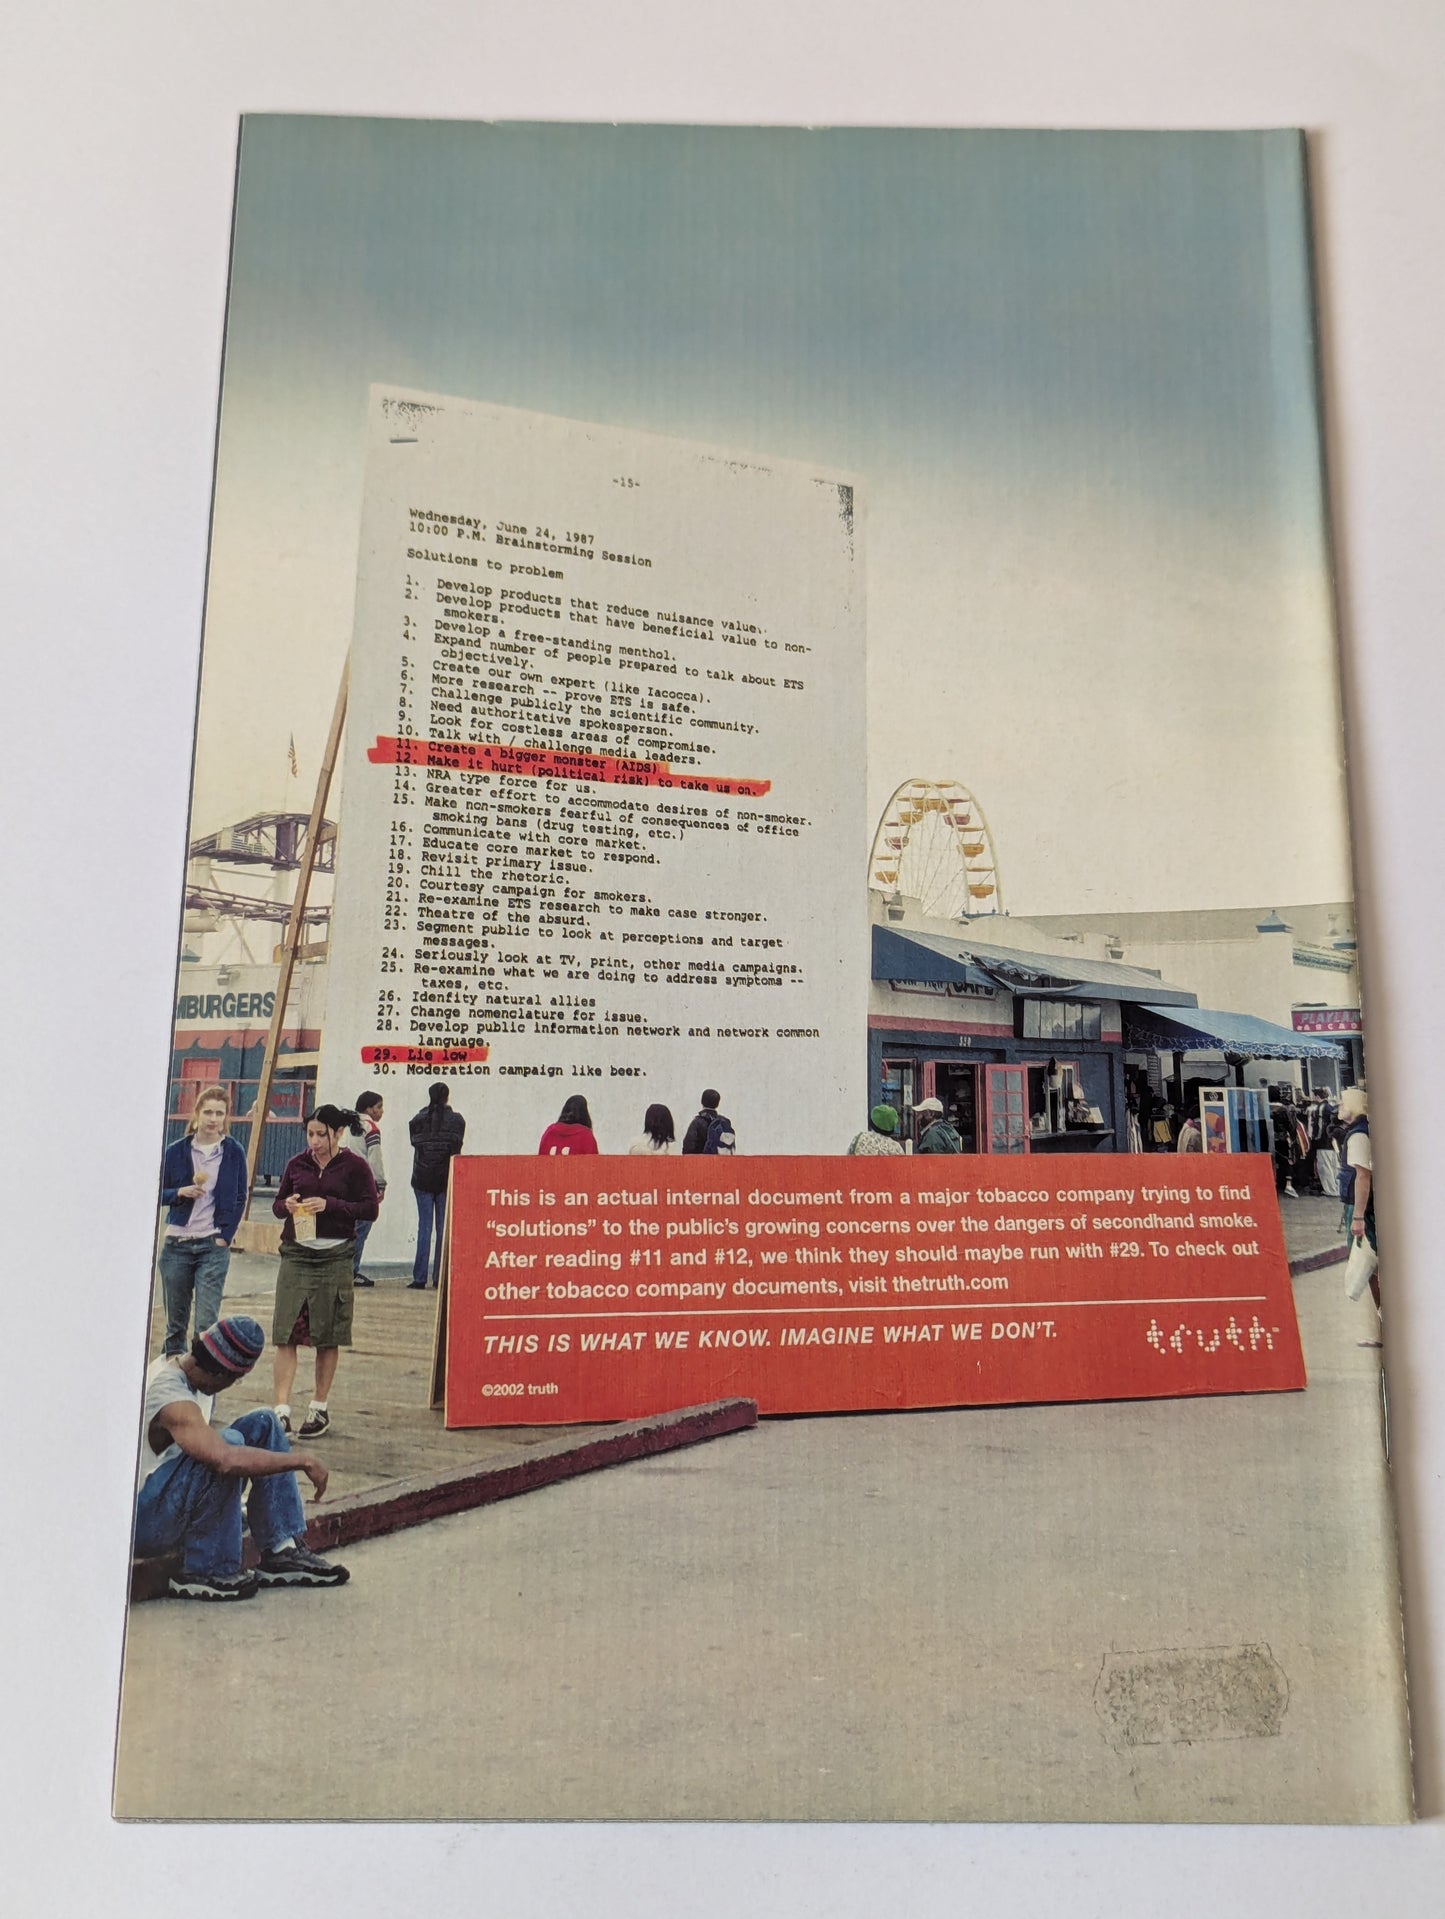 -15-
Wednesday, June 24, 1987
10:00 P.M. Brainstorming Session
Solutions to problem
1. Develop products that reduce nuisance value.
2. Develop products that have beneficial value to non-
smokers.
3. Develop a free-standing menthol.
4. Expand number of people prepared to talk about ETS
objectively.
5. Create our own expert (like Iacocca).
6. More research -- prove ETS is safe.
7. Challenge publicly the scientific community.
8. Need authoritative spokesperson.
9. Look for costless areas of compromise.
10. Talk with / challenge media leaders.
11. Create a bigger monster (AIDS)
12. Make it hurt (political risk) to take us on.
13. NRA type force for us.
14. Greater effort to accommodate desires of non-smoker.
15. Make non-smokers fearful of consequences of office
smoking bans (drug testing, etc.)
16. Communicate with core market.
17. Educate core market to respond.
18. Revisit primary issue.
19. Chill the rhetoric.
20. Courtesy campaign for smokers.
21. Re-examine ETS research to make case stronger.
22. Theatre of the absurd.
23. Segment public to look at perceptions and target
messages.
24. Seriously look at TV, print, other media campaigns.
25. Re-examine what we are doing to address symptoms --
taxes, etc.
26. Idenfity natural allies
27. Change nomenclature for issue.
28. Develop public information network and network common
language.
29. Lie low
30. Moderation campaign like beer.
MBURGERS
CAFE
PLAYLAN
ARCAD
This is an actual internal document from a major tobacco company trying to find
“solutions” to the public’s growing concerns over the dangers of secondhand smoke.
After reading #11 and #12, we think they should maybe run with #29. To check out
other tobacco company documents, visit thetruth.com
THIS IS WHAT WE KNOW. IMAGINE WHAT WE DON’T.
truth
©2002 truth